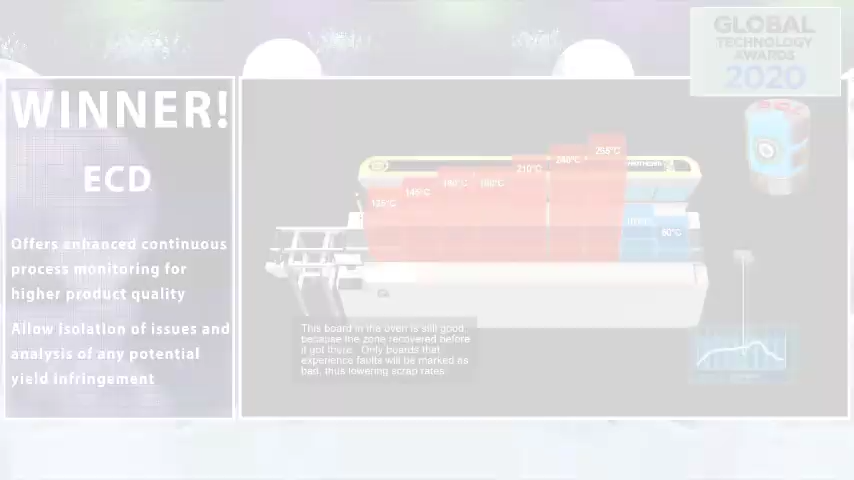 GLOBAL
TECHNOLOGY
AWARDS
2020
WINNER!
ECD
Offers enhanced continuous
process monitoring for
higher product quality
Allow isolation of issues and
analysis of any potential
yield infringement
265°C
240°C
210°C
180°C
145°C
60°C
This board in the oven is still good,
because the zone recovered before
it got there. Only boards that
experience faults will be marked as
bad, thus lowering scrap rates.